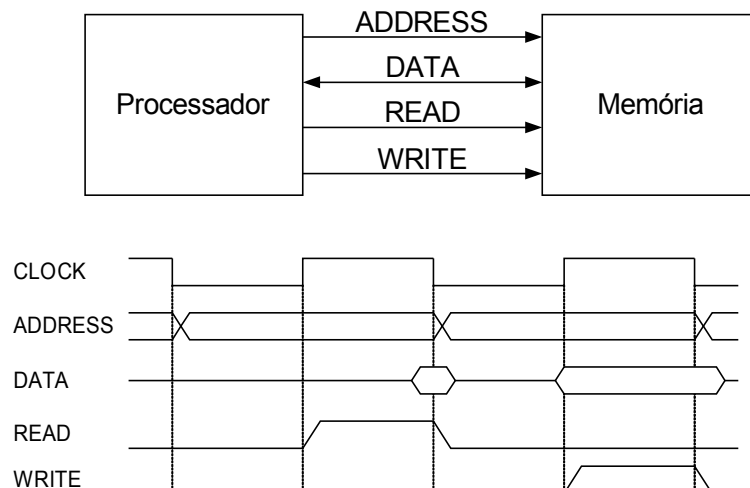 ADDRESS
DATA
Processador
READ
Memória
WRITE
CLOCK
ADDRESS
DATA
READ
WRITE